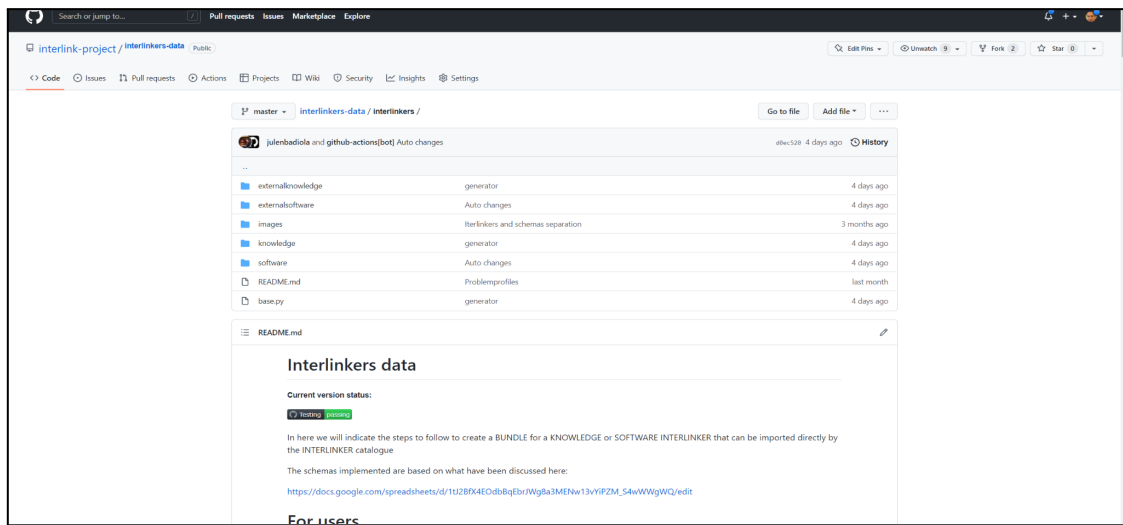 Search or jump to... / Pull requests Issues Marketplace Explore
interlink-project / interlinkers-data Public
Edit Pins Unwatch 9 Fork 2 Star 0
Code Issues Pull requests Actions Projects Wiki Security Insights Settings
master interlinkers-data / interlinkers / Go to file Add file ...
julenbadiola and github-actions[bot] Auto changes d0ec520 4 days ago History
..
externalknowledge generator 4 days ago
externalsoftware Auto changes 4 days ago
images Iterlinkers and schemas separation 3 months ago
knowledge generator 4 days ago
software Auto changes 4 days ago
README.md Problemprofiles last month
base.py generator 4 days ago
README.md
Interlinkers data
Current version status:
Testing passing
In here we will indicate the steps to follow to create a BUNDLE for a KNOWLEDGE or SOFTWARE INTERLINKER that can be imported directly by
the INTERLINKER catalogue
The schemas implemented are based on what have been discussed here:
https://docs.google.com/spreadsheets/d/1tJ2BfX4EOdbBqEbrJWg8a3MENw13vYiPZM_S4wWWgWQ/edit
For users